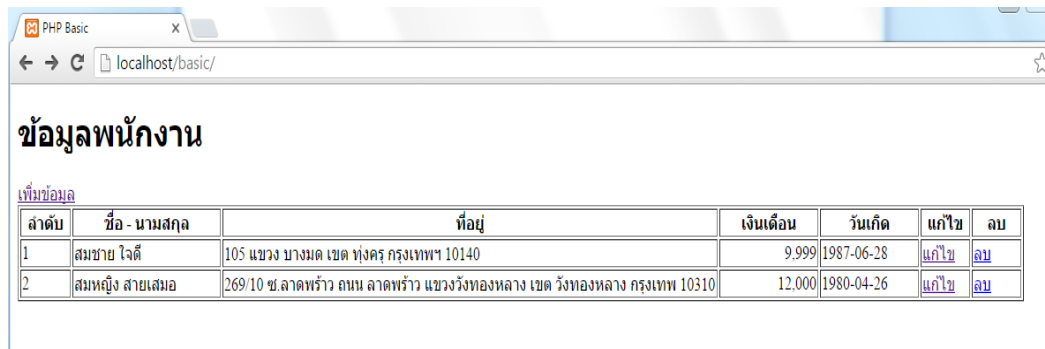 PHP Basic
localhost/basic/
ข้อมูลพนักงาน
เพิ่มข้อมูล
ลำดับ ชื่อ - นามสกุล ที่อยู่ เงินเดือน วันเกิด แก้ไข ลบ
1 สมชาย ใจดี 105 แขวง บางมด เขต ทุ่งครุ กรุงเทพฯ 10140 9,999 1987-06-28 แก้ไข ลบ
2 สมหญิง สายเสมอ 269/10 ซ.ลาดพร้าว ถนน ลาดพร้าว แขวงวังทองหลาง เขต วังทองหลาง กรุงเทพ 10310 12,000 1980-04-26 แก้ไข ลบ